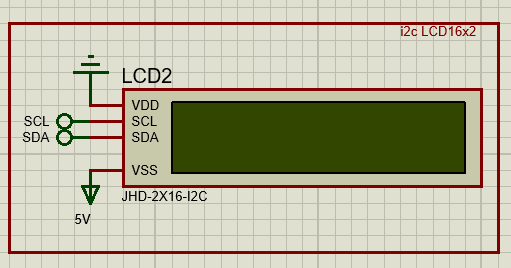 i2c LCD16x2
LCD2
VDD
SCL SCL
SDA SDA
VSS
JHD-2X16-I2C
5V